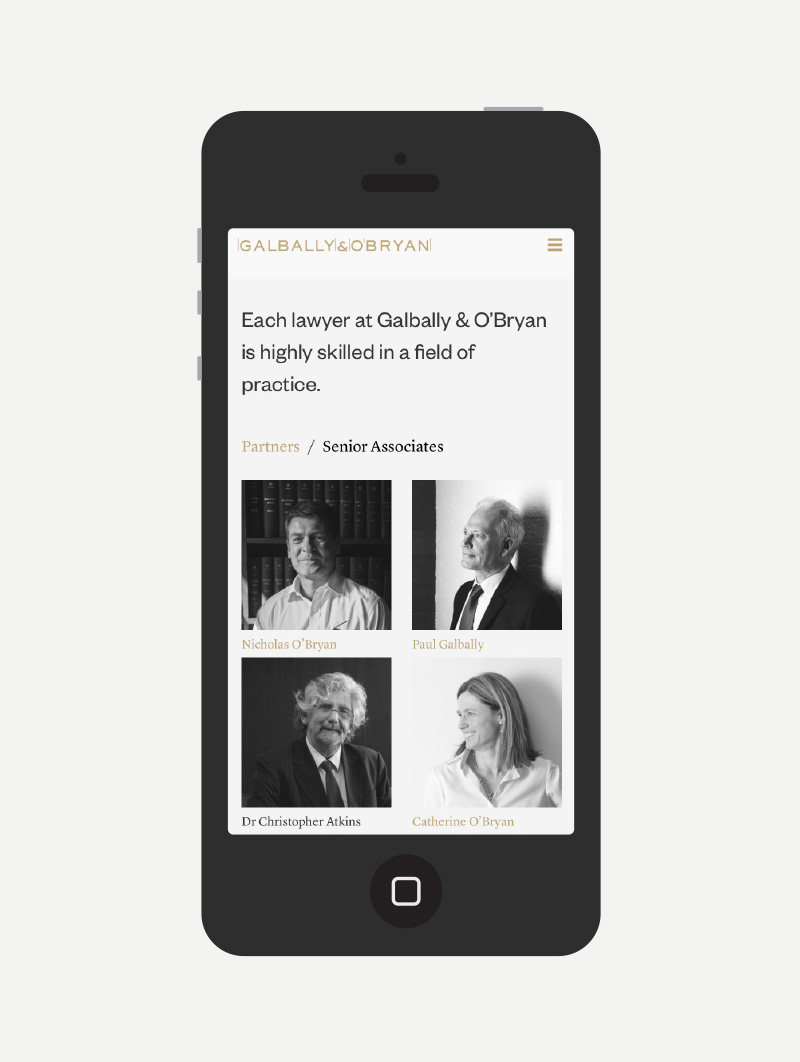 GALBALLY&O'BRYAN
Each lawyer at Galbally & O’Bryan
is highly skilled in a field of
practice.
Partners / Senior Associates
Nicholas O’Bryan
Paul Galbally
Dr Christopher Atkins
Catherine O’Bryan